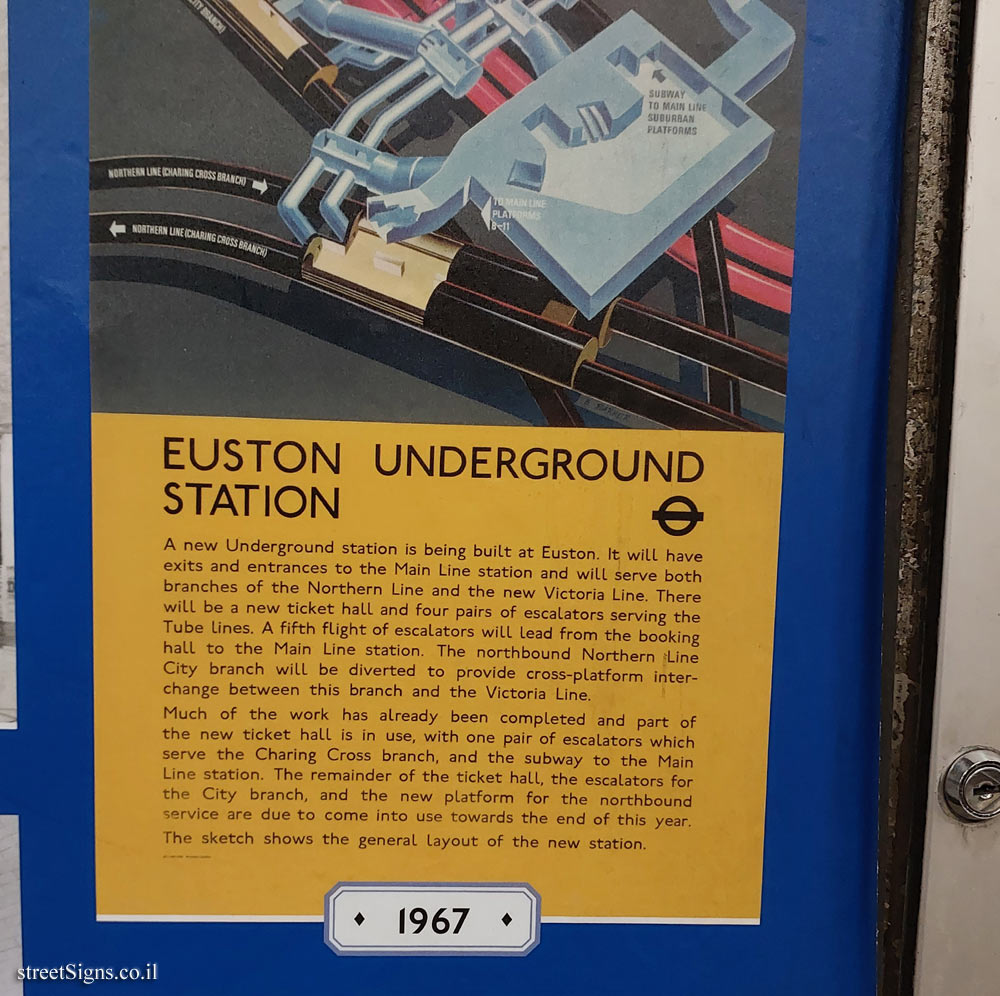 CITY BRANCH)
SUBWAY
TO MAIN LINE
SUBURBAN
PLATFORMS
NORTHERN LINE (CHARING CROSS BRANCH)
TO MAIN LINE
PLATFORMS
8–11
NORTHERN LINE (CHARING CROSS BRANCH)
EUSTON UNDERGROUND
STATION
A new Underground station is being built at Euston. It will have
exits and entrances to the Main Line station and will serve both
branches of the Northern Line and the new Victoria Line. There
will be a new ticket hall and four pairs of escalators serving the
Tube lines. A fifth flight of escalators will lead from the booking
hall to the Main Line station. The northbound Northern Line
City branch will be diverted to provide cross-platform inter-
change between this branch and the Victoria Line.
Much of the work has already been completed and part of
the new ticket hall is in use, with one pair of escalators which
serve the Charing Cross branch, and the subway to the Main
Line station. The remainder of the ticket hall, the escalators for
the City branch, and the new platform for the northbound
service are due to come into use towards the end of this year.
The sketch shows the general layout of the new station.
1967
streetSigns.co.il